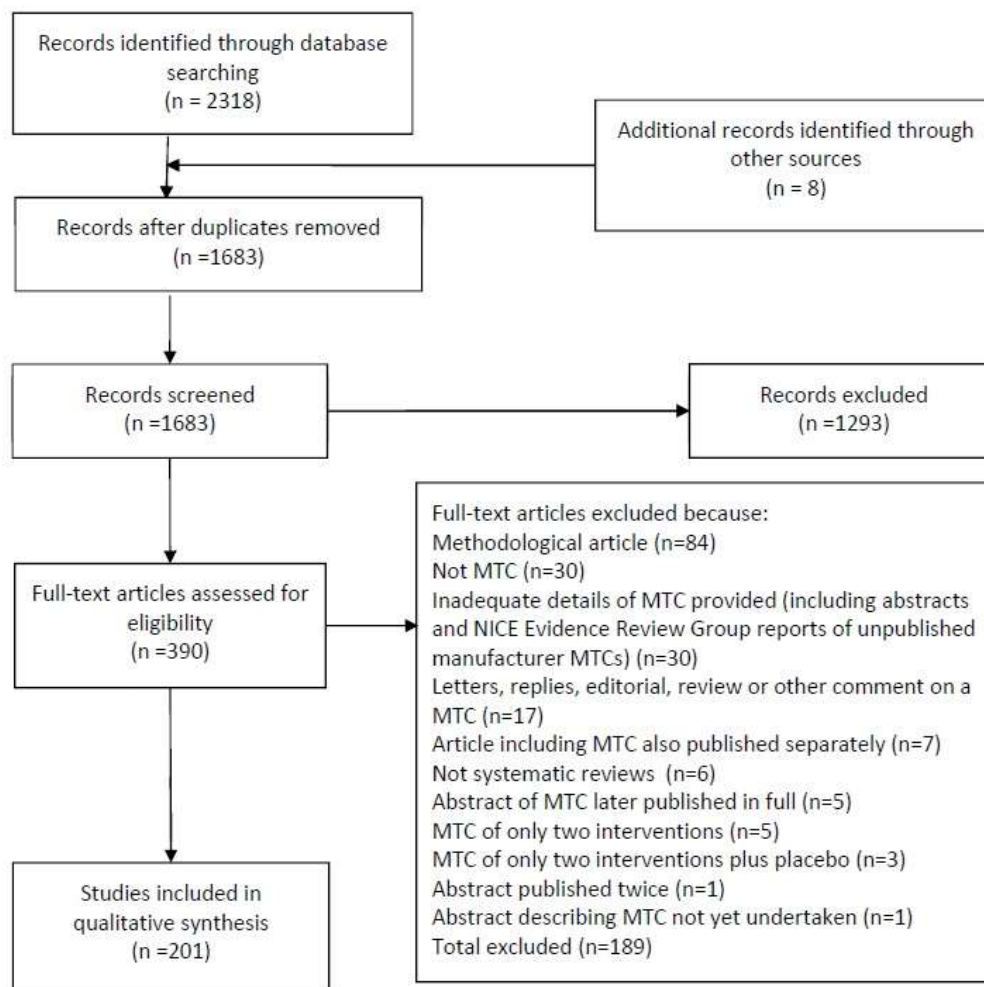 Records identified through database
searching
(n = 2318)
Additional records identified through
other sources
(n = 8)
Records after duplicates removed
(n =1683)
Records screened
(n =1683)
Records excluded
(n =1293)
Full-text articles assessed for
eligibility
(n =390)
Full-text articles excluded because:
Methodological article (n=84)
Not MTC (n=30)
Inadequate details of MTC provided (including abstracts
and NICE Evidence Review Group reports of unpublished
manufacturer MTCs) (n=30)
Letters, replies, editorial, review or other comment on a
MTC (n=17)
Article including MTC also published separately (n=7)
Not systematic reviews (n=6)
Abstract of MTC later published in full (n=5)
MTC of only two interventions (n=5)
MTC of only two interventions plus placebo (n=3)
Abstract published twice (n=1)
Abstract describing MTC not yet undertaken (n=1)
Total excluded (n=189)
Studies included in
qualitative synthesis
(n =201)